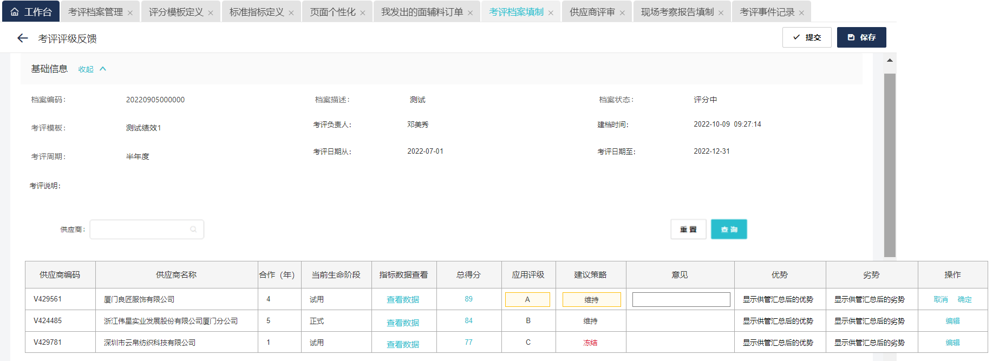 工作台 考评档案管理 × 评分模板定义 × 标准指标定义 × 页面个性化 × 我发出的面辅料订单 × 考评档案填制 × 供应商评审 × 现场考察报告填制 × 考评事件记录 ×
考评评级反馈 提交 保存
基础信息 收起
档案编码： 20220905000000 档案描述： 测试 档案状态： 评分中
考评模板： 测试绩效1 考评负责人： 邓美秀 建档时间： 2022-10-09 09:27:14
考评周期： 半年度 考评日期从： 2022-07-01 考评日期至： 2022-12-31
考评说明：
供应商： 重置 查询
供应商编码 供应商名称 合作（年） 当前生命阶段 指标数据查看 总得分 应用评级 建议策略 意见 优势 劣势 操作
V429561 厦门良匠服饰有限公司 4 试用 查看数据 89 A 维持 显示供管汇总后的优势 显示供管汇总后的劣势 取消 确定
V424485 浙江伟星实业发展股份有限公司厦门分公司 5 正式 查看数据 84 B 维持 显示供管汇总后的优势 显示供管汇总后的劣势 编辑
V429781 深圳市云帛纺织科技有限公司 1 试用 查看数据 77 C 冻结 显示供管汇总后的优势 显示供管汇总后的劣势 编辑